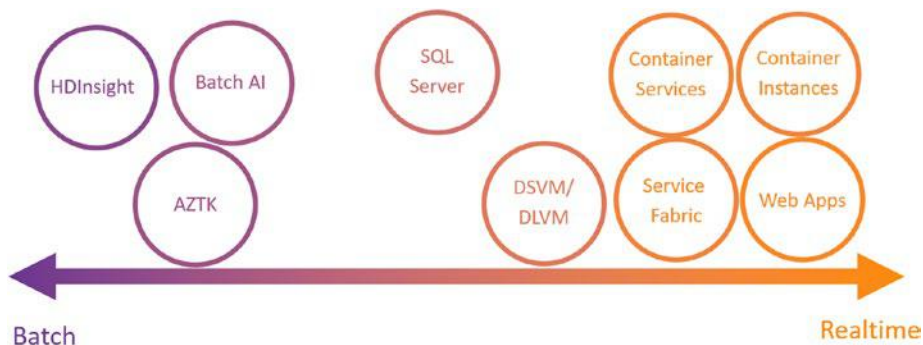 HDInsight
Batch AI
AZTK
SQL
Server
DSVM/
DLVM
Container
Services
Container
Instances
Service
Fabric
Web Apps
Batch
Realtime